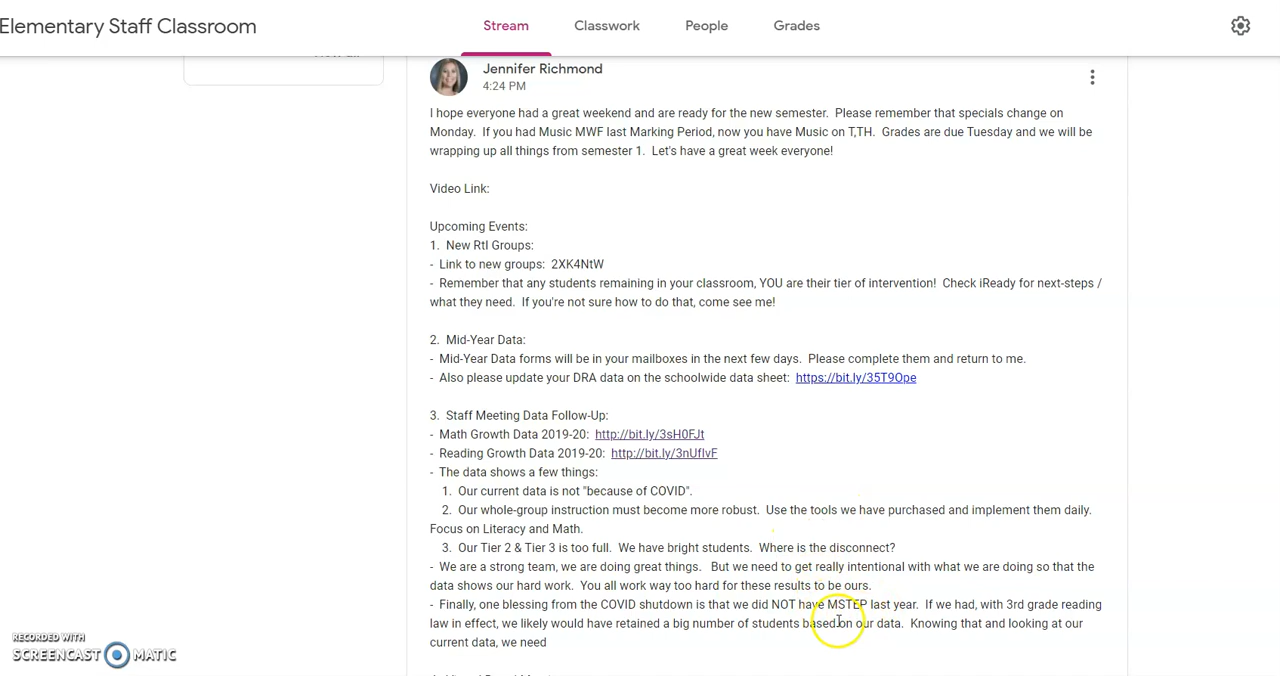 Elementary Staff Classroom
Stream
Classwork
People
Grades
Jennifer Richmond
4:24 PM
I hope everyone had a great weekend and are ready for the new semester.  Please remember that specials change on
Monday.  If you had Music MWF last Marking Period, now you have Music on T,TH.  Grades are due Tuesday and we will be
wrapping up all things from semester 1.  Let's have a great week everyone!
Video Link:
Upcoming Events:
1.  New RtI Groups:
-  Link to new groups:  2XK4NtW
-  Remember that any students remaining in your classroom, YOU are their tier of intervention!  Check iReady for next-steps /
what they need.  If you're not sure how to do that, come see me!
2.  Mid-Year Data:
-  Mid-Year Data forms will be in your mailboxes in the next few days.  Please complete them and return to me.
-  Also please update your DRA data on the schoolwide data sheet:  https://bit.ly/35T9Ope
3.  Staff Meeting Data Follow-Up:
-  Math Growth Data 2019-20:  http://bit.ly/3sH0FJt
-  Reading Growth Data 2019-20:  http://bit.ly/3nUfIvF
-  The data shows a few things:
1.  Our current data is not "because of COVID".
2.  Our whole-group instruction must become more robust.  Use the tools we have purchased and implement them daily.
Focus on Literacy and Math.
3.  Our Tier 2 & Tier 3 is too full.  We have bright students.  Where is the disconnect?
-  We are a strong team, we are doing great things.   But we need to get really intentional with what we are doing so that the
data shows our hard work.  You all work way too hard for these results to be ours.
-  Finally, one blessing from the COVID shutdown is that we did NOT have MSTEP last year.  If we had, with 3rd grade reading
law in effect, we likely would have retained a big number of students based on our data.  Knowing that and looking at our
current data, we need
RECORDED WITH
SCREENCAST MATIC